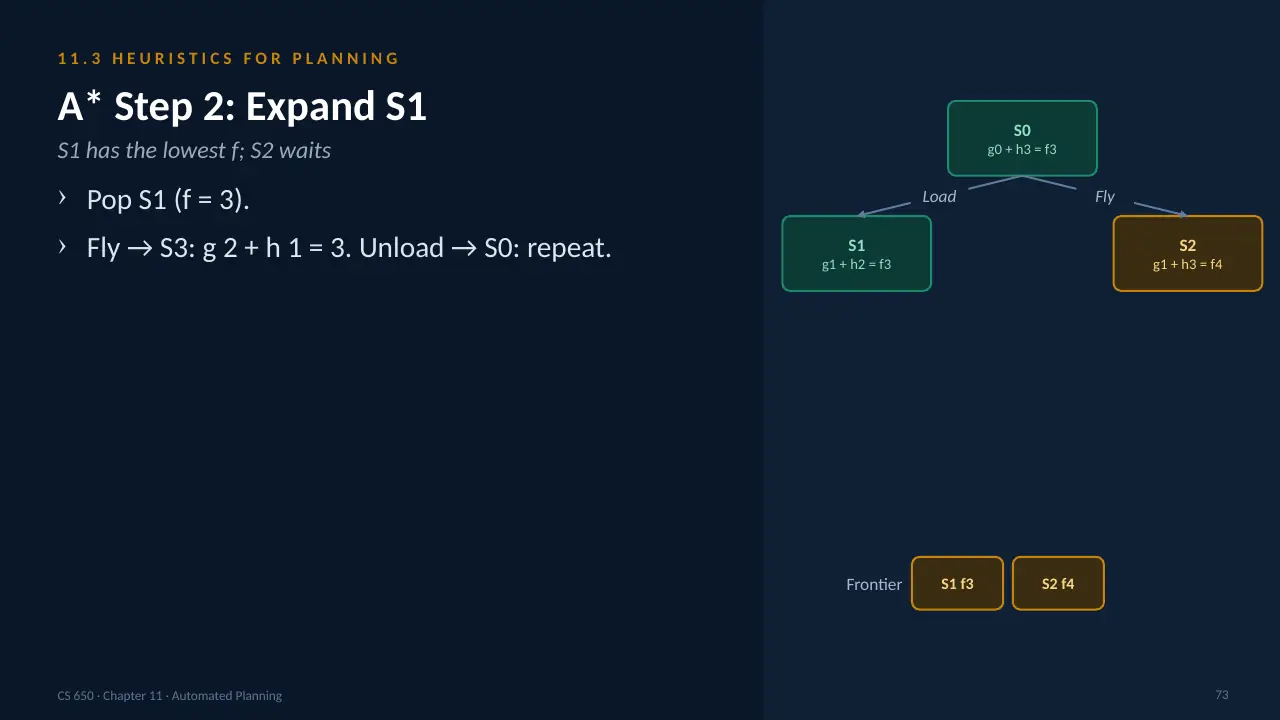 11.3 HEURISTICS FOR PLANNING
A* Step 2: Expand S1
S1 has the lowest f; S2 waits
› Pop S1 (f = 3).
› Fly → S3: g 2 + h 1 = 3. Unload → S0: repeat.
S0
g0 + h3 = f3
Load
Fly
S1
g1 + h2 = f3
S2
g1 + h3 = f4
Frontier
S1 f3
S2 f4
CS 650 · Chapter 11 · Automated Planning
73